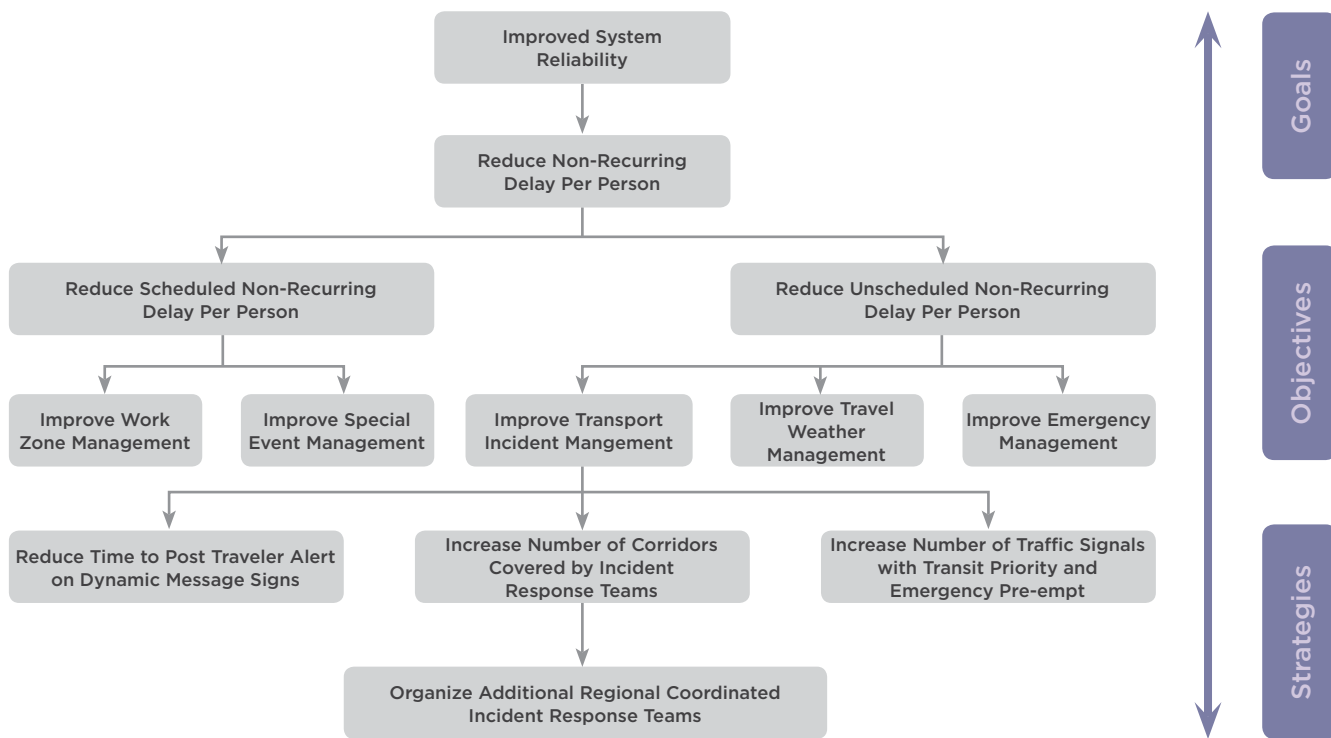 Improved System
Reliability
Goals
Reduce Non-Recurring
Delay Per Person
Reduce Scheduled Non-Recurring
Delay Per Person
Reduce Unscheduled Non-Recurring
Delay Per Person
Objectives
Improve Work
Zone Management
Improve Special
Event Management
Improve Transport
Incident Mangement
Improve Travel
Weather
Management
Improve Emergency
Management
Reduce Time to Post Traveler Alert
on Dynamic Message Signs
Increase Number of Corridors
Covered by Incident
Response Teams
Increase Number of Traffic Signals
with Transit Priority and
Emergency Pre-empt
Strategies
Organize Additional Regional Coordinated
Incident Response Teams